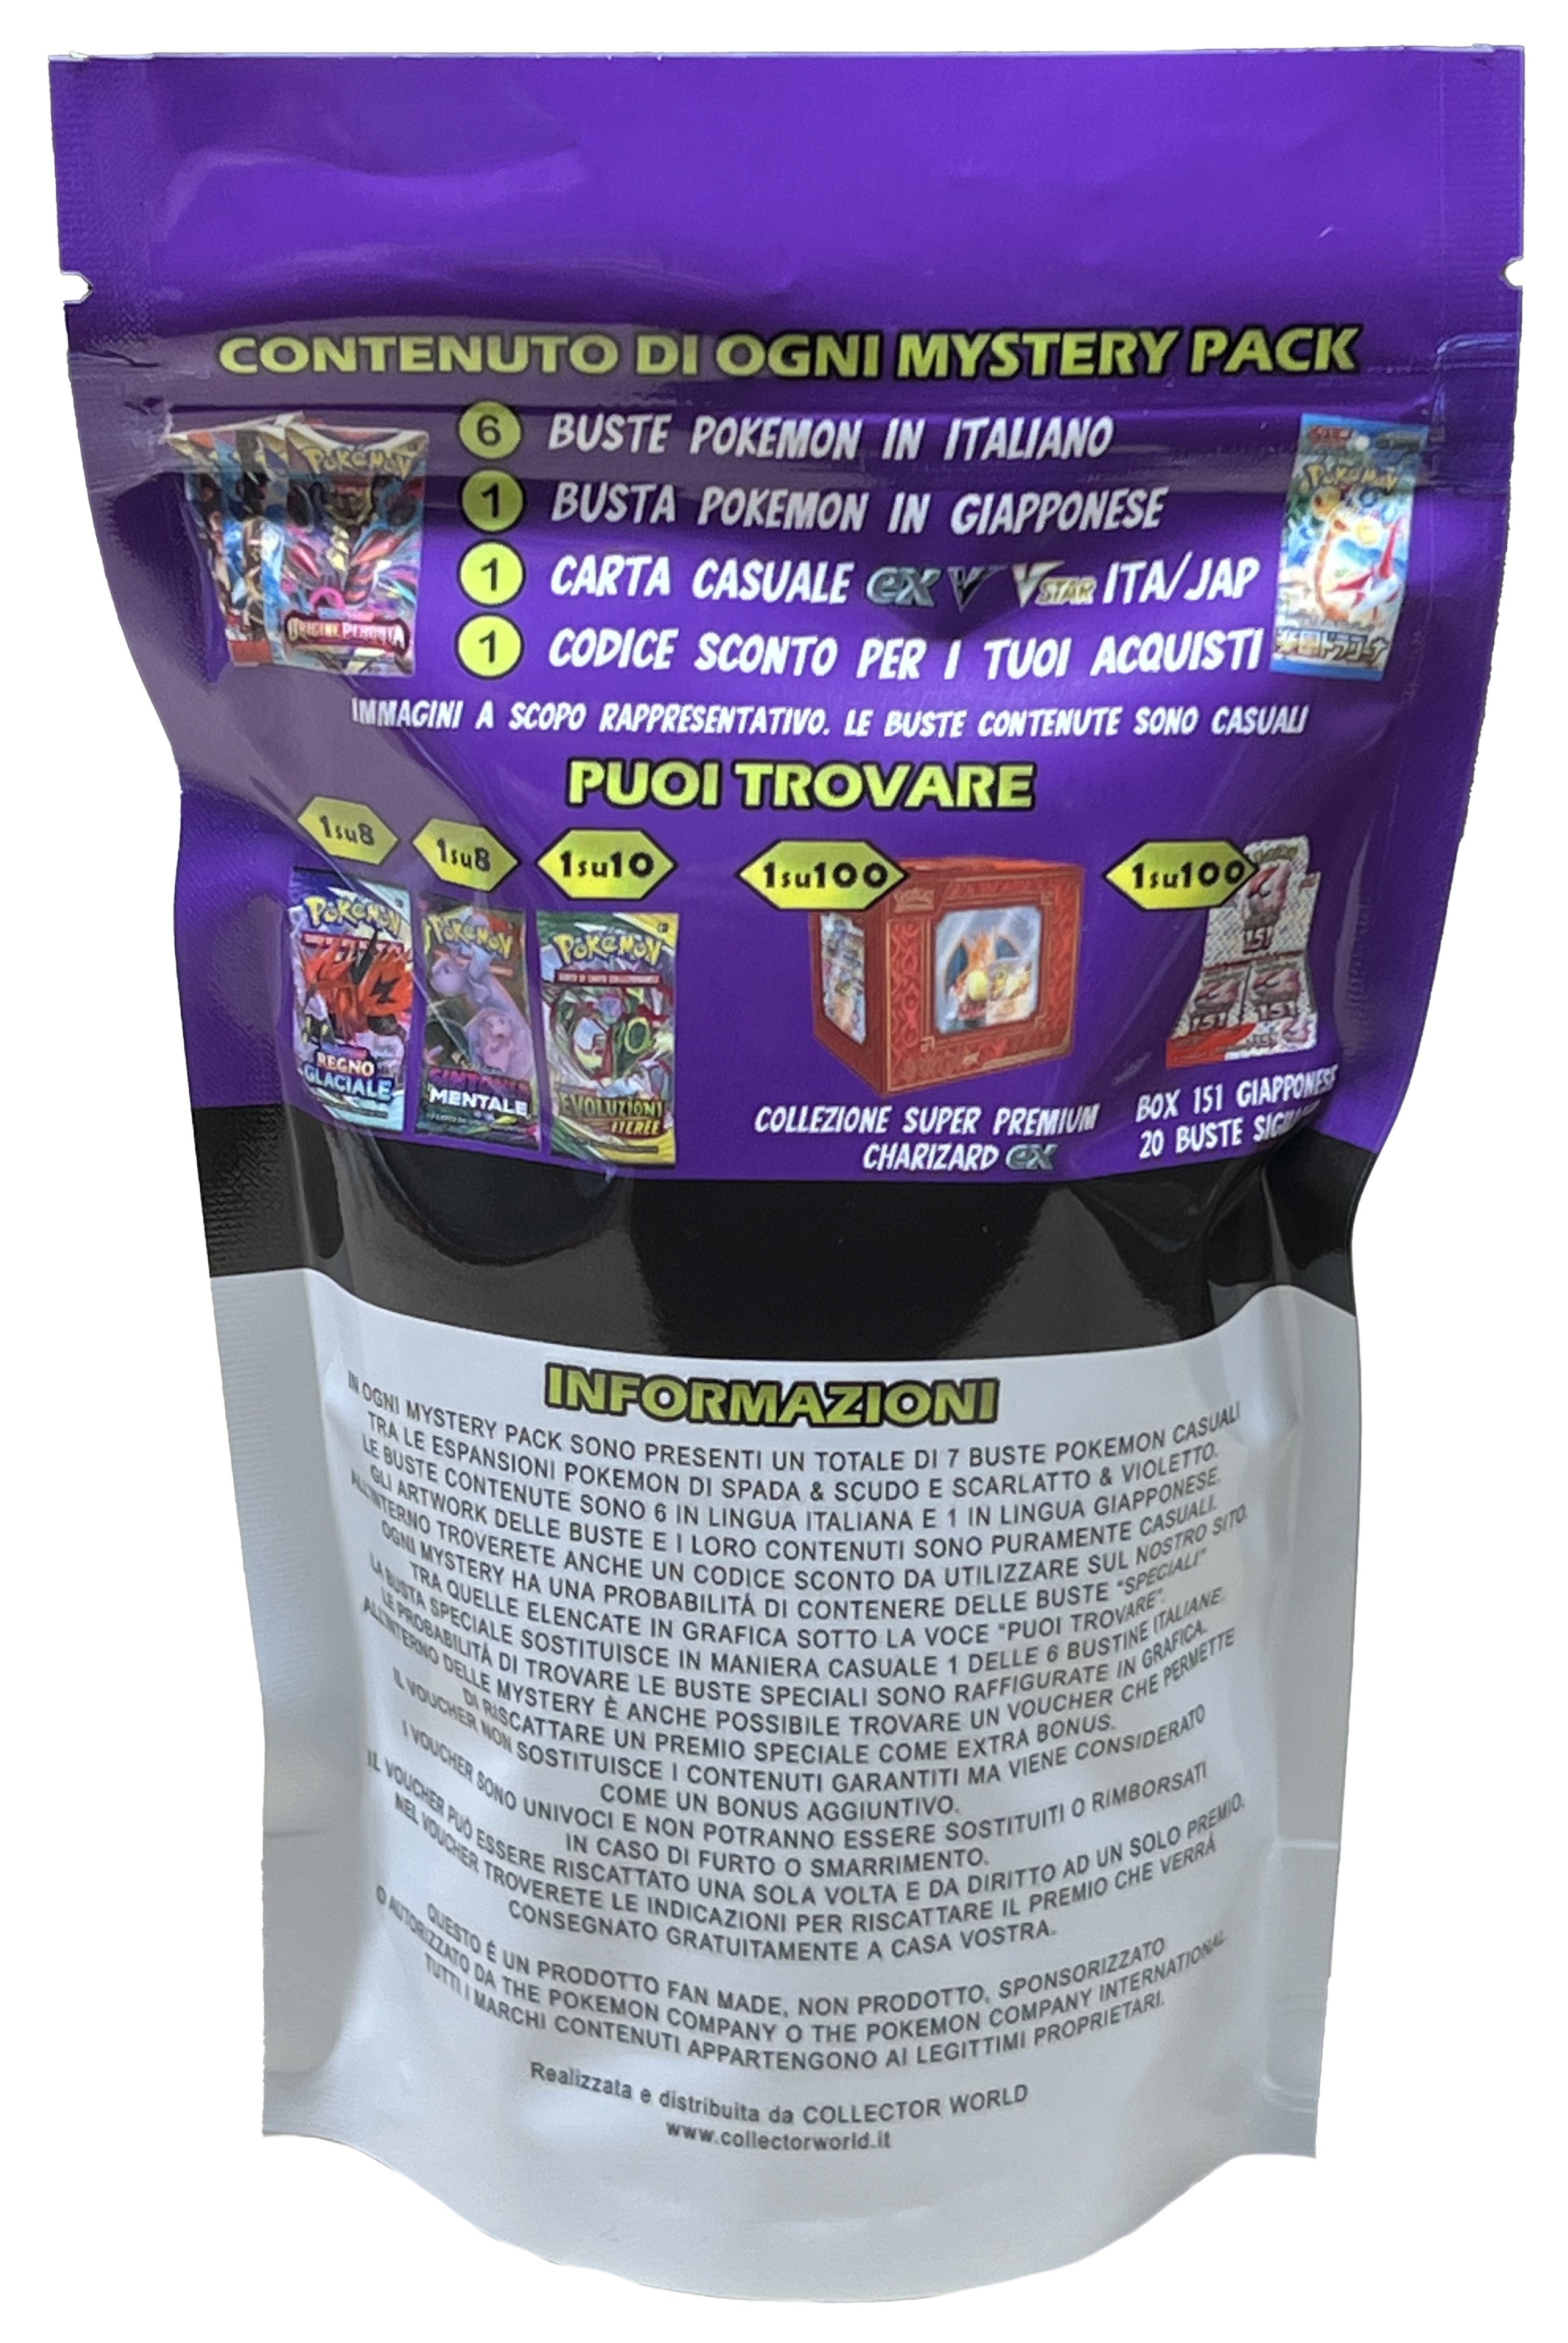 CONTENUTO DI OGNI MYSTERY PACK
6 BUSTE POKEMON IN ITALIANO
1 BUSTA POKEMON IN GIAPPONESE
1 CARTA CASUALE ex V VSTAR ITA/JAP
1 CODICE SCONTO PER I TUOI ACQUISTI
Pokémon
ORIGINE PERDUTA
Pokémon
IMMAGINI A SCOPO RAPPRESENTATIVO. LE BUSTE CONTENUTE SONO CASUALI
PUOI TROVARE
1su8
1su8
1su10
1su100
1su100
Pokémon
REGNO
GLACIALE
Pokémon
SINTONIA
MENTALE
Pokémon
EVOLUZIONI
ETEREE
151
151
151
COLLEZIONE SUPER PREMIUM
CHARIZARD ex
BOX 151 GIAPPONESE
20 BUSTE
INFORMAZIONI
IN OGNI MYSTERY PACK SONO PRESENTI UN TOTALE DI 7 BUSTE POKEMON CASUALI
TRA LE ESPANSIONI POKEMON DI SPADA & SCUDO E SCARLATTO & VIOLETTO.
LE BUSTE CONTENUTE SONO 6 IN LINGUA ITALIANA E 1 IN LINGUA GIAPPONESE.
GLI ARTWORK DELLE BUSTE E I LORO CONTENUTI SONO PURAMENTE CASUALI.
ALL'INTERNO TROVERETE ANCHE UN CODICE SCONTO DA UTILIZZARE SUL NOSTRO SITO.
OGNI MYSTERY HA UNA PROBABILITÁ DI CONTENERE DELLE BUSTE "SPECIALI"
TRA QUELLE ELENCATE IN GRAFICA SOTTO LA VOCE "PUOI TROVARE".
LA BUSTA SPECIALE SOSTITUISCE IN MANIERA CASUALE 1 DELLE 6 BUSTINE ITALIANE.
LE PROBABILITÀ DI TROVARE LE BUSTE SPECIALI SONO RAFFIGURATE IN GRAFICA.
ALL'INTERNO DELLE MYSTERY È ANCHE POSSIBILE TROVARE UN VOUCHER CHE PERMETTE
DI RISCATTARE UN PREMIO SPECIALE COME EXTRA BONUS.
IL VOUCHER NON SOSTITUISCE I CONTENUTI GARANTITI MA VIENE CONSIDERATO
COME UN BONUS AGGIUNTIVO.
I VOUCHER SONO UNIVOCI E NON POTRANNO ESSERE SOSTITUITI O RIMBORSATI
IN CASO DI FURTO O SMARRIMENTO.
IL VOUCHER PUÓ ESSERE RISCATTATO UNA SOLA VOLTA E DA DIRITTO AD UN SOLO PREMIO.
NEL VOUCHER TROVERETE LE INDICAZIONI PER RISCATTARE IL PREMIO CHE VERRÁ
CONSEGNATO GRATUITAMENTE A CASA VOSTRA.
QUESTO É UN PRODOTTO FAN MADE, NON PRODOTTO, SPONSORIZZATO
O AUTORIZZATO DA THE POKEMON COMPANY O THE POKEMON COMPANY INTERNATIONAL.
TUTTI I MARCHI CONTENUTI APPARTENGONO AI LEGITTIMI PROPRIETARI.
Realizzata e distribuita da COLLECTOR WORLD
www.collectorworld.it